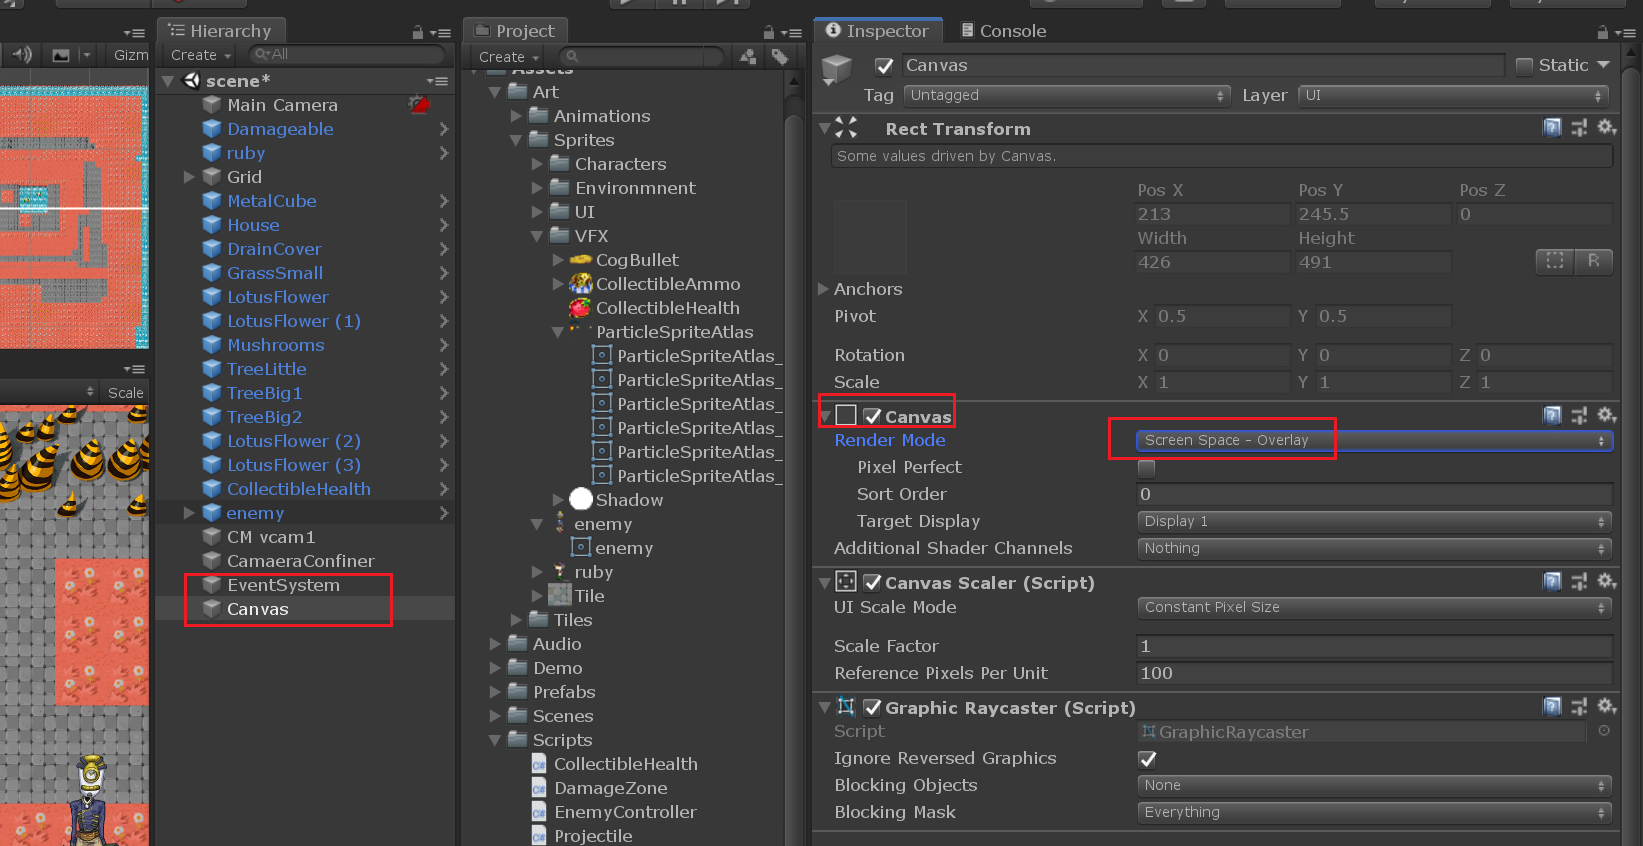 Gizm
Scale
Hierarchy
Create
All
scene*
Main Camera
Damageable
ruby
Grid
MetalCube
House
DrainCover
GrassSmall
LotusFlower
LotusFlower (1)
Mushrooms
TreeLittle
TreeBig1
TreeBig2
LotusFlower (2)
LotusFlower (3)
CollectibleHealth
enemy
CM vcam1
CamaeraConfiner
EventSystem
Canvas
Project
Create
Assets
Art
Animations
Sprites
Characters
Environmnent
UI
VFX
CogBullet
CollectibleAmmo
CollectibleHealth
ParticleSpriteAtlas
ParticleSpriteAtlas_
ParticleSpriteAtlas_
ParticleSpriteAtlas_
ParticleSpriteAtlas_
ParticleSpriteAtlas_
ParticleSpriteAtlas_
Shadow
enemy
enemy
ruby
Tile
Tiles
Audio
Demo
Prefabs
Scenes
Scripts
CollectibleHealth
DamageZone
EnemyController
Projectile
Inspector Console
Canvas Static
Tag Untagged Layer UI
Rect Transform
Some values driven by Canvas.
Pos X Pos Y Pos Z
213 245.5 0
Width Height
426 491 R
Anchors
Pivot X 0.5 Y 0.5
Rotation X 0 Y 0 Z 0
Scale X 1 Y 1 Z 1
Canvas
Render Mode Screen Space - Overlay
Pixel Perfect
Sort Order 0
Target Display Display 1
Additional Shader Channels Nothing
Canvas Scaler (Script)
UI Scale Mode Constant Pixel Size
Scale Factor 1
Reference Pixels Per Unit 100
Graphic Raycaster (Script)
Script GraphicRaycaster
Ignore Reversed Graphics
Blocking Objects None
Blocking Mask Everything